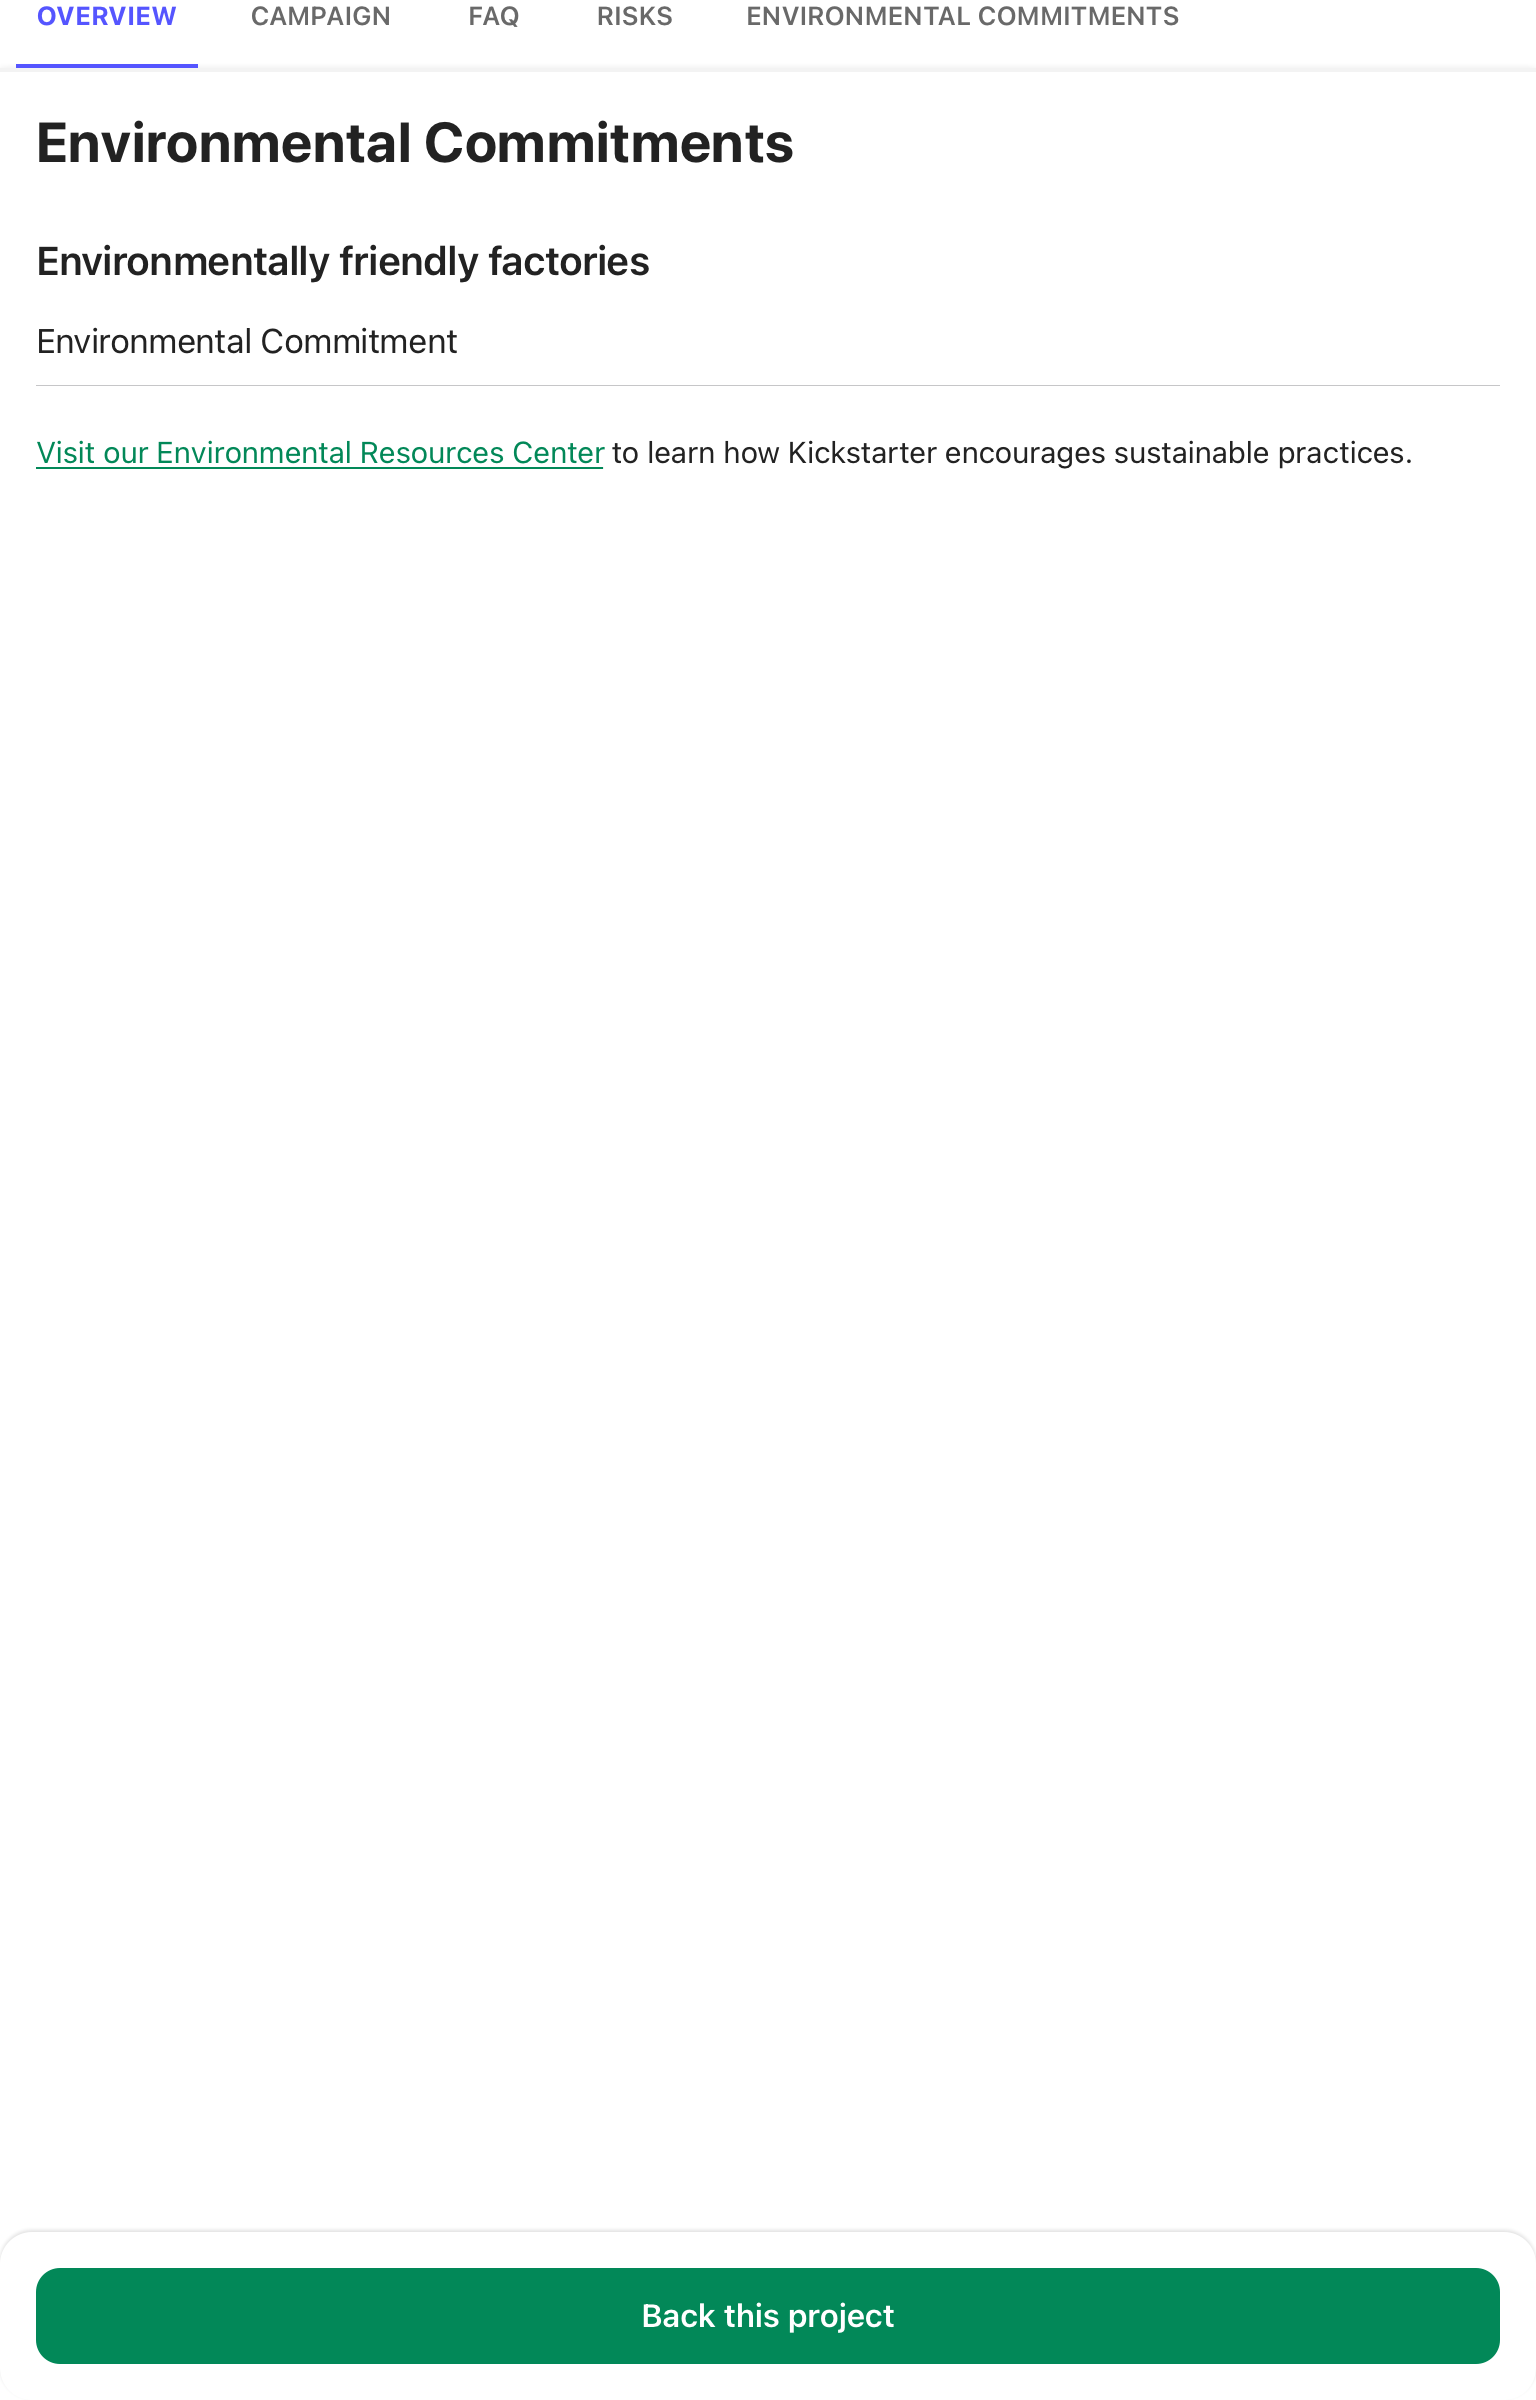 OVERVIEW CAMPAIGN FAQ RISKS ENVIRONMENTAL COMMITMENTS
Environmental Commitments
Environmentally friendly factories
Environmental Commitment
Visit our Environmental Resources Center to learn how Kickstarter encourages sustainable practices.
Back this project